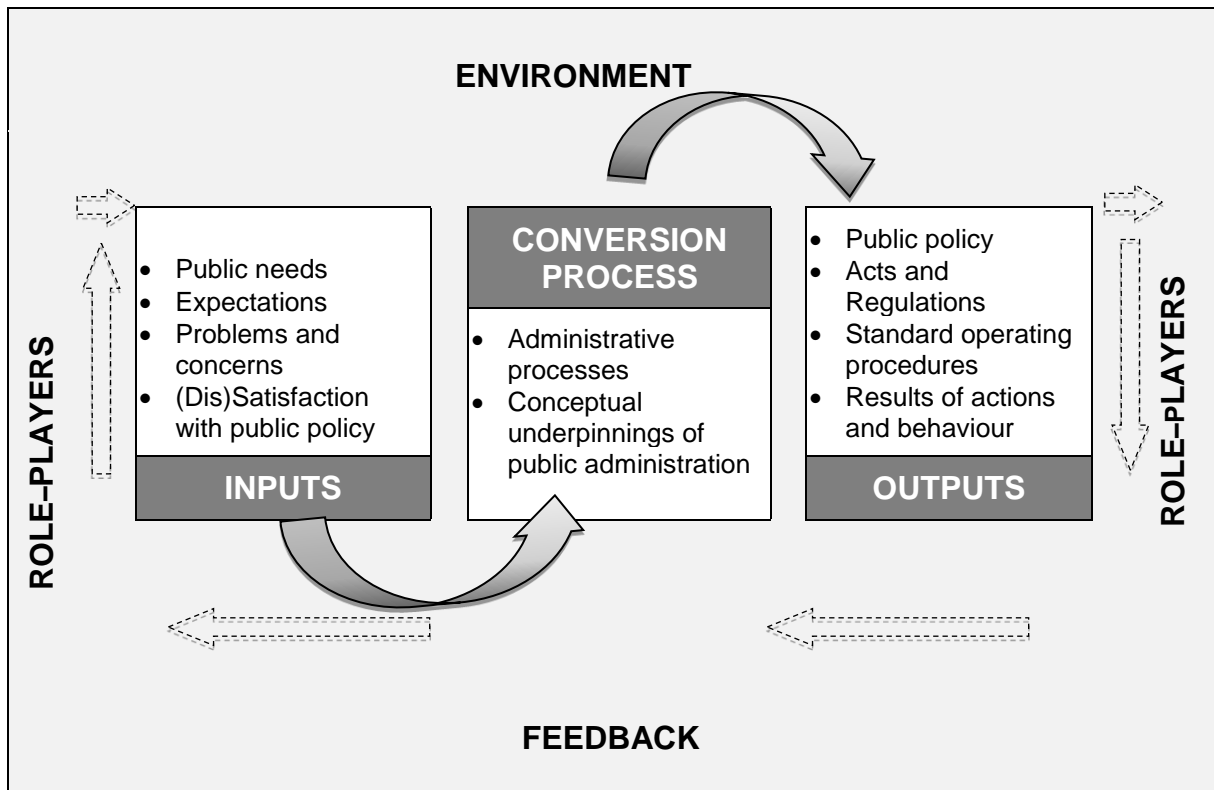 ENVIRONMENT
ROLE–PLAYERS
• Public needs
• Expectations
• Problems and
concerns
• (Dis)Satisfaction
with public policy
INPUTS
CONVERSION
PROCESS
• Administrative
processes
• Conceptual
underpinnings of
public administration
• Public policy
• Acts and
Regulations
• Standard operating
procedures
• Results of actions
and behaviour
OUTPUTS
ROLE–PLAYERS
FEEDBACK